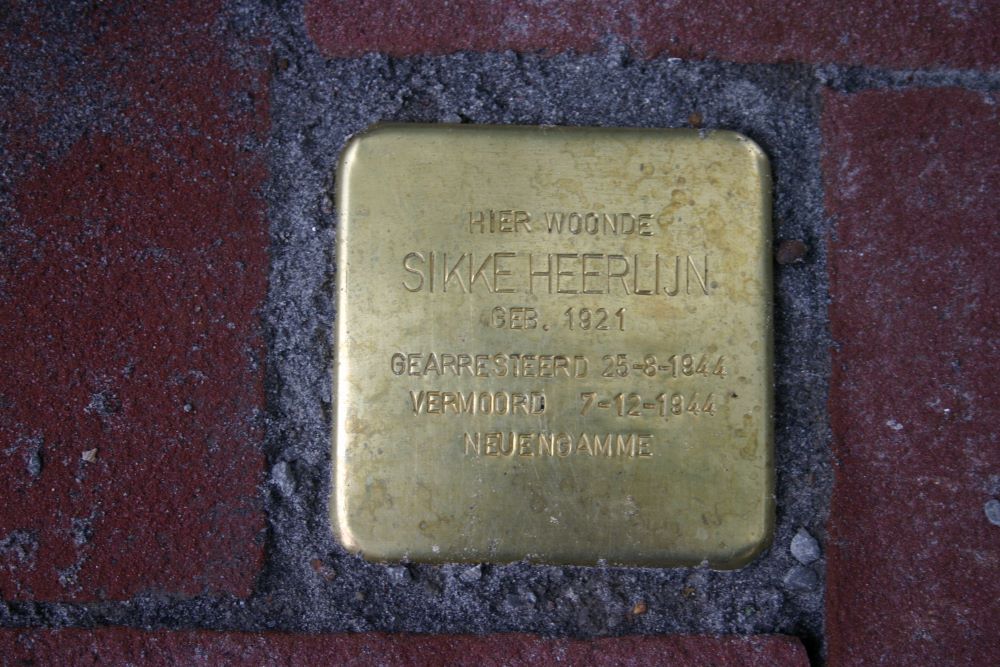 HIER WOONDE
SIKKE HEERLIJN
GEB. 1921
GEARRESTEERD 25-8-1944
VERMOORD 7-12-1944
NEUENGAMME